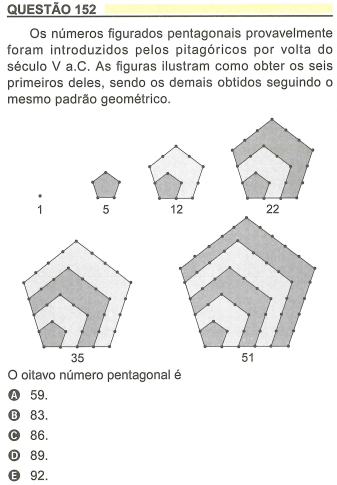 QUESTÃO 152
Os números figurados pentagonais provavelmente
foram introduzidos pelos pitagóricos por volta do
século V a.C. As figuras ilustram como obter os seis
primeiros deles, sendo os demais obtidos seguindo o
mesmo padrão geométrico.
1 5 12 22
35 51
O oitavo número pentagonal é
A 59.
B 83.
C 86.
D 89.
E 92.